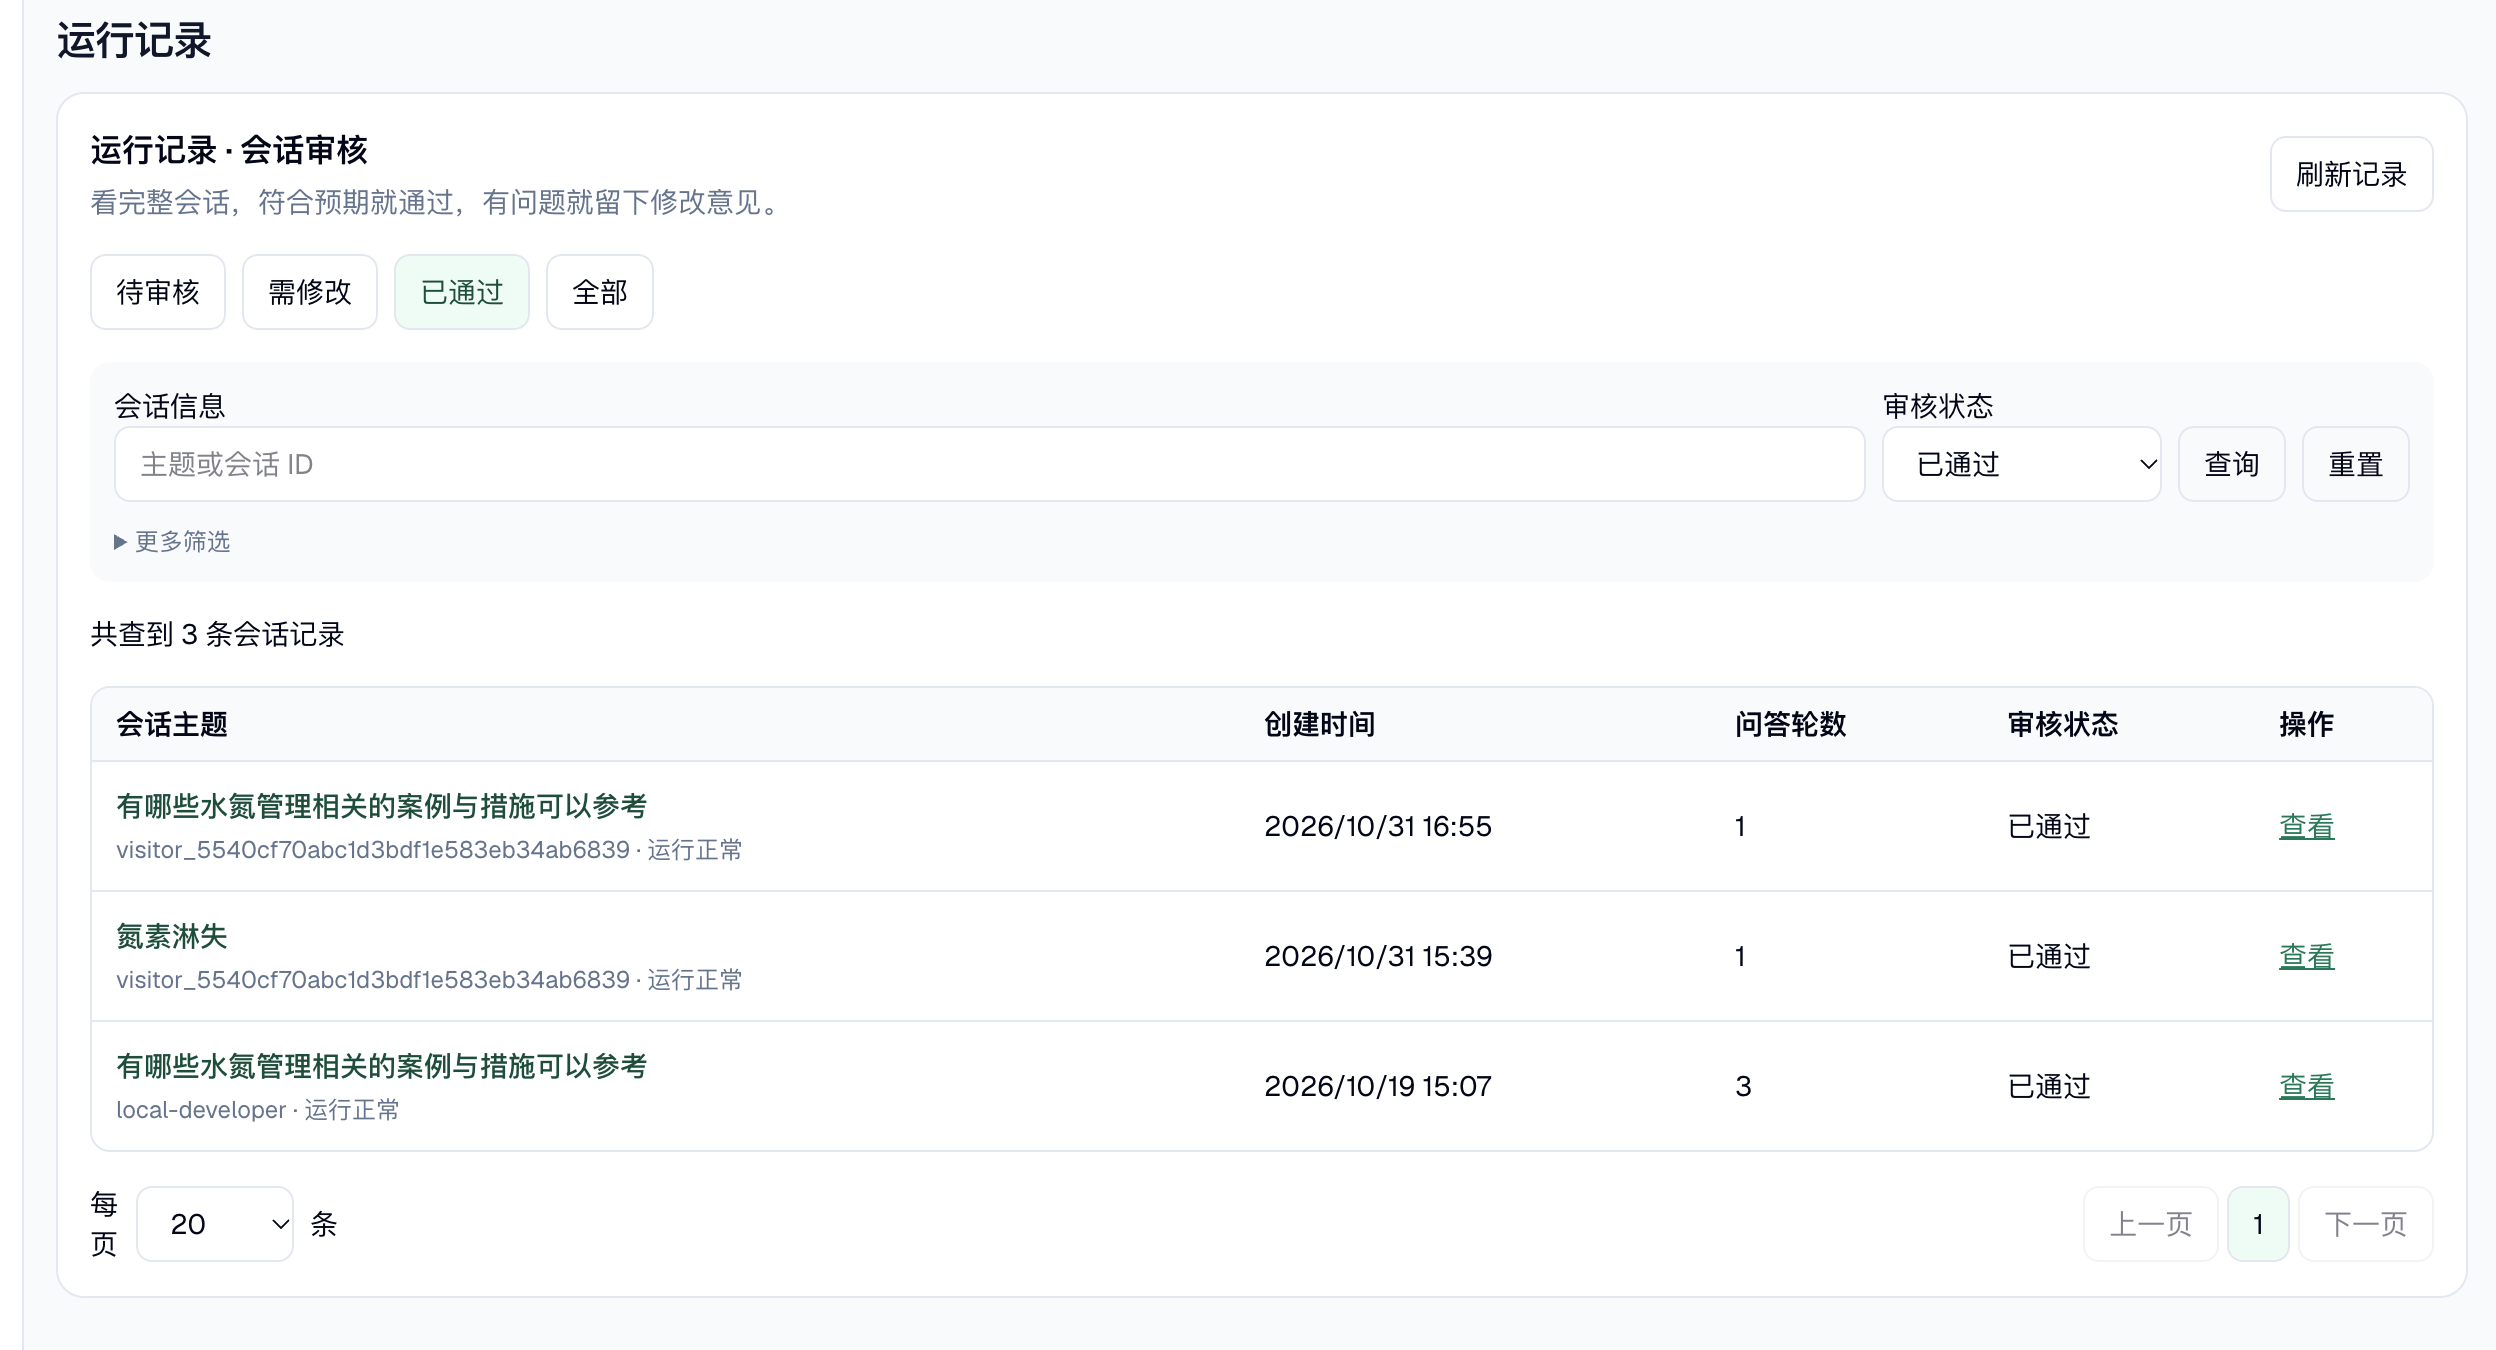 运行记录
运行记录 · 会话审核
看完整会话，符合预期就通过，有问题就留下修改意见。
刷新记录
待审核 需修改 已通过 全部
会话信息 审核状态
主题或会话 ID 已通过 查询 重置
▶ 更多筛选
共查到 3 条会话记录
会话主题 创建时间 问答轮数 审核状态 操作
有哪些水氮管理相关的案例与措施可以参考
visitor_5540cf70abc1d3bdf1e583eb34ab6839 · 运行正常
2026/10/31 16:55 1 已通过 查看
氮素淋失
visitor_5540cf70abc1d3bdf1e583eb34ab6839 · 运行正常
2026/10/31 15:39 1 已通过 查看
有哪些水氮管理相关的案例与措施可以参考
local-developer · 运行正常
2026/10/19 15:07 3 已通过 查看
每页 20 条
上一页 1 下一页